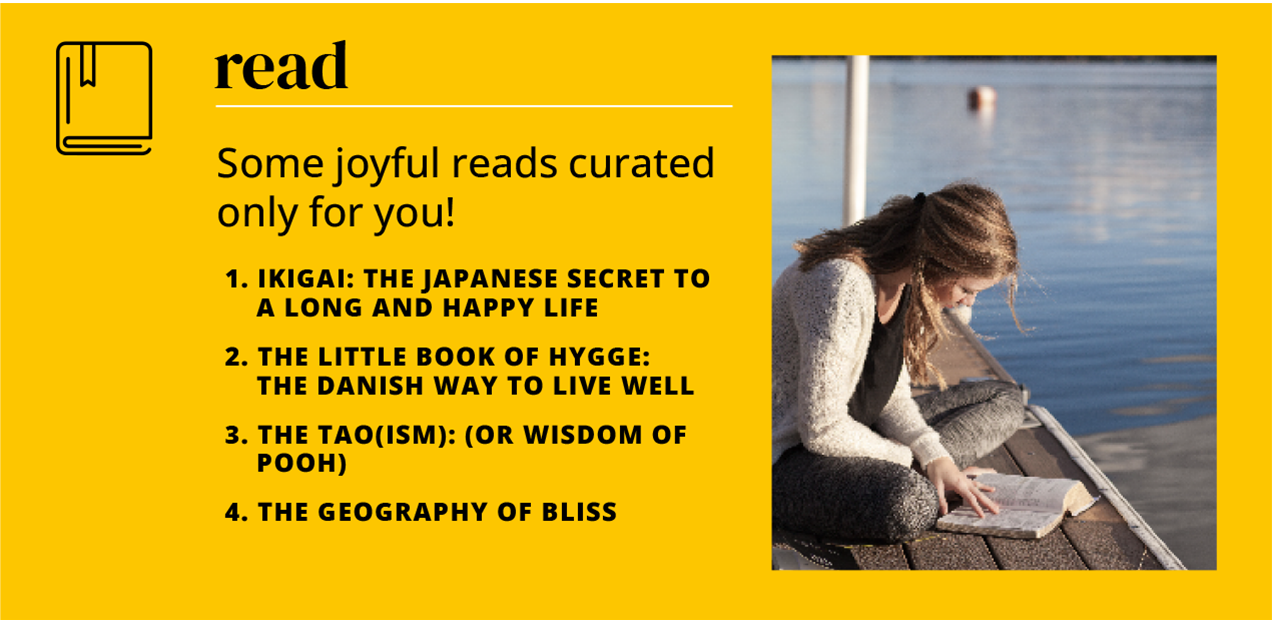 read
Some joyful reads curated
only for you!
1. IKIGAI: THE JAPANESE SECRET TO
A LONG AND HAPPY LIFE
2. THE LITTLE BOOK OF HYGGE:
THE DANISH WAY TO LIVE WELL
3. THE TAO(ISM): (OR WISDOM OF
POOH)
4. THE GEOGRAPHY OF BLISS